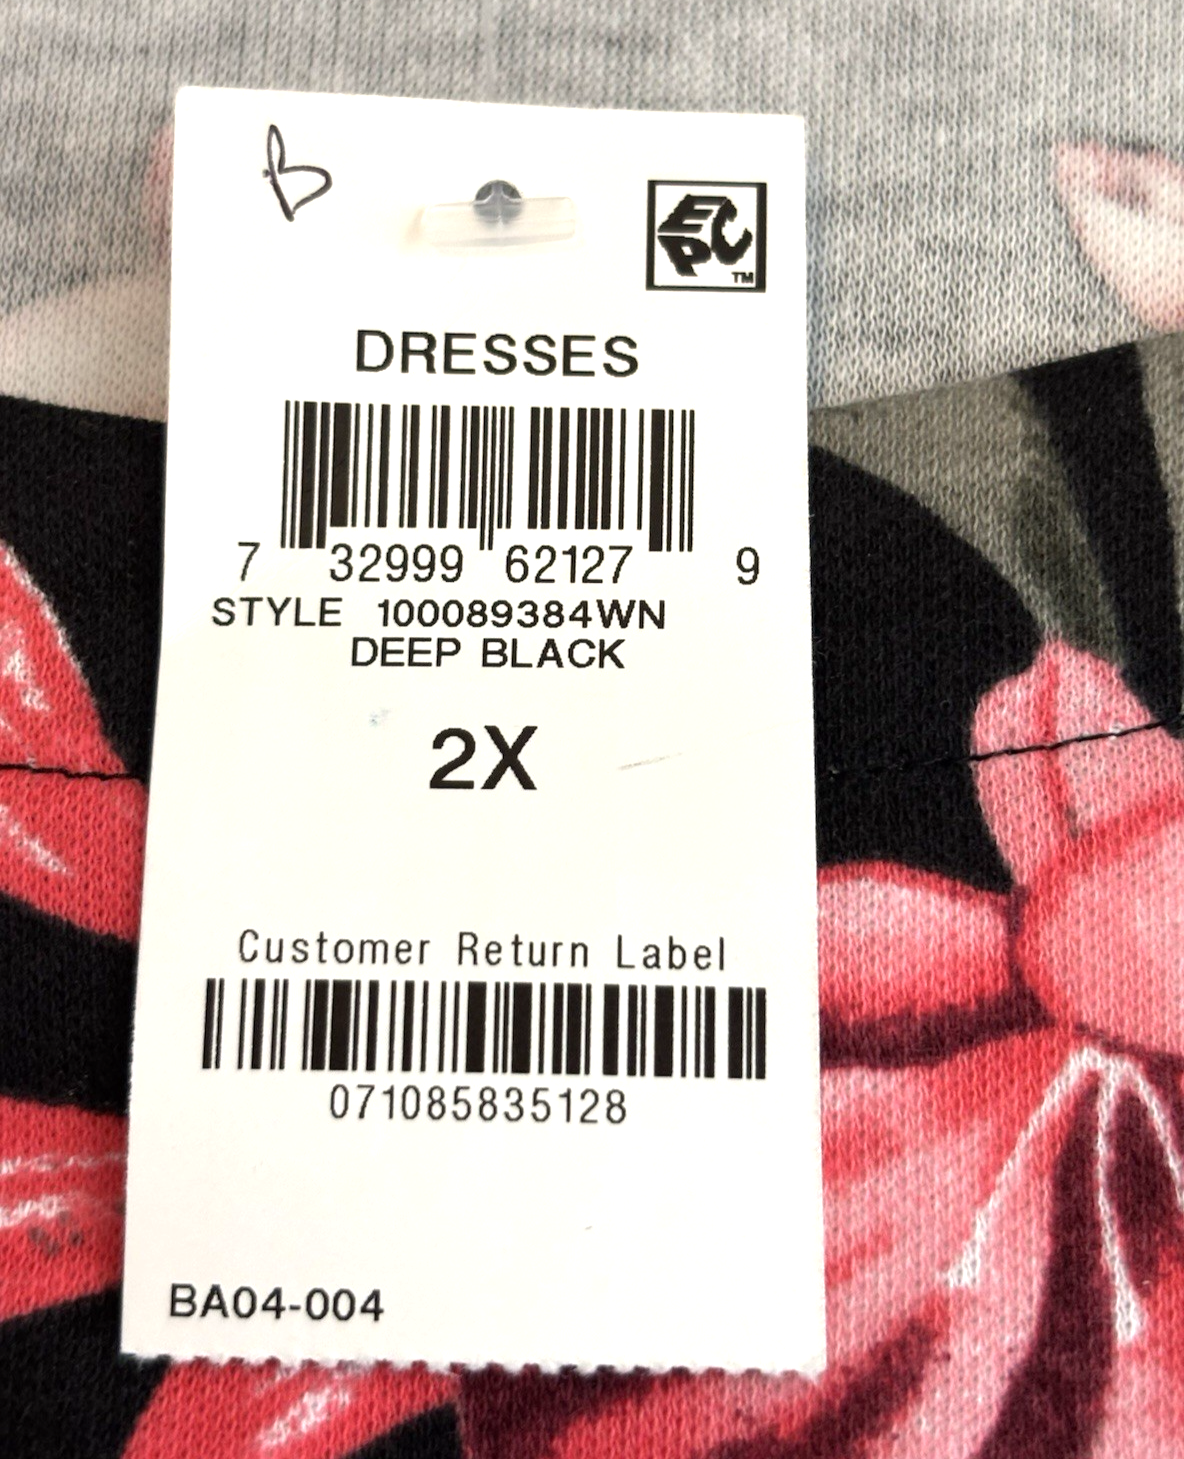 B
EPC
TM
DRESSES
7 32999 62127 9
STYLE 100089384WN
DEEP BLACK
2X
Customer Return Label
071085835128
BA04-004